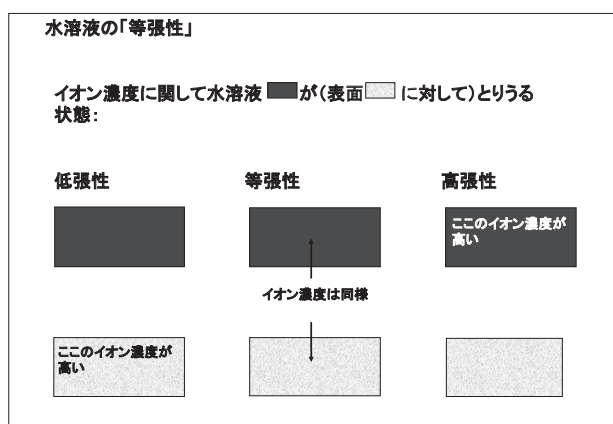 水溶液の「等張性」
イオン濃度に関して水溶液 が(表面 に対して)とりうる
状態:
低張性 等張性 高張性
ここのイオン濃度が
高い
イオン濃度は同様
ここのイオン濃度が
高い